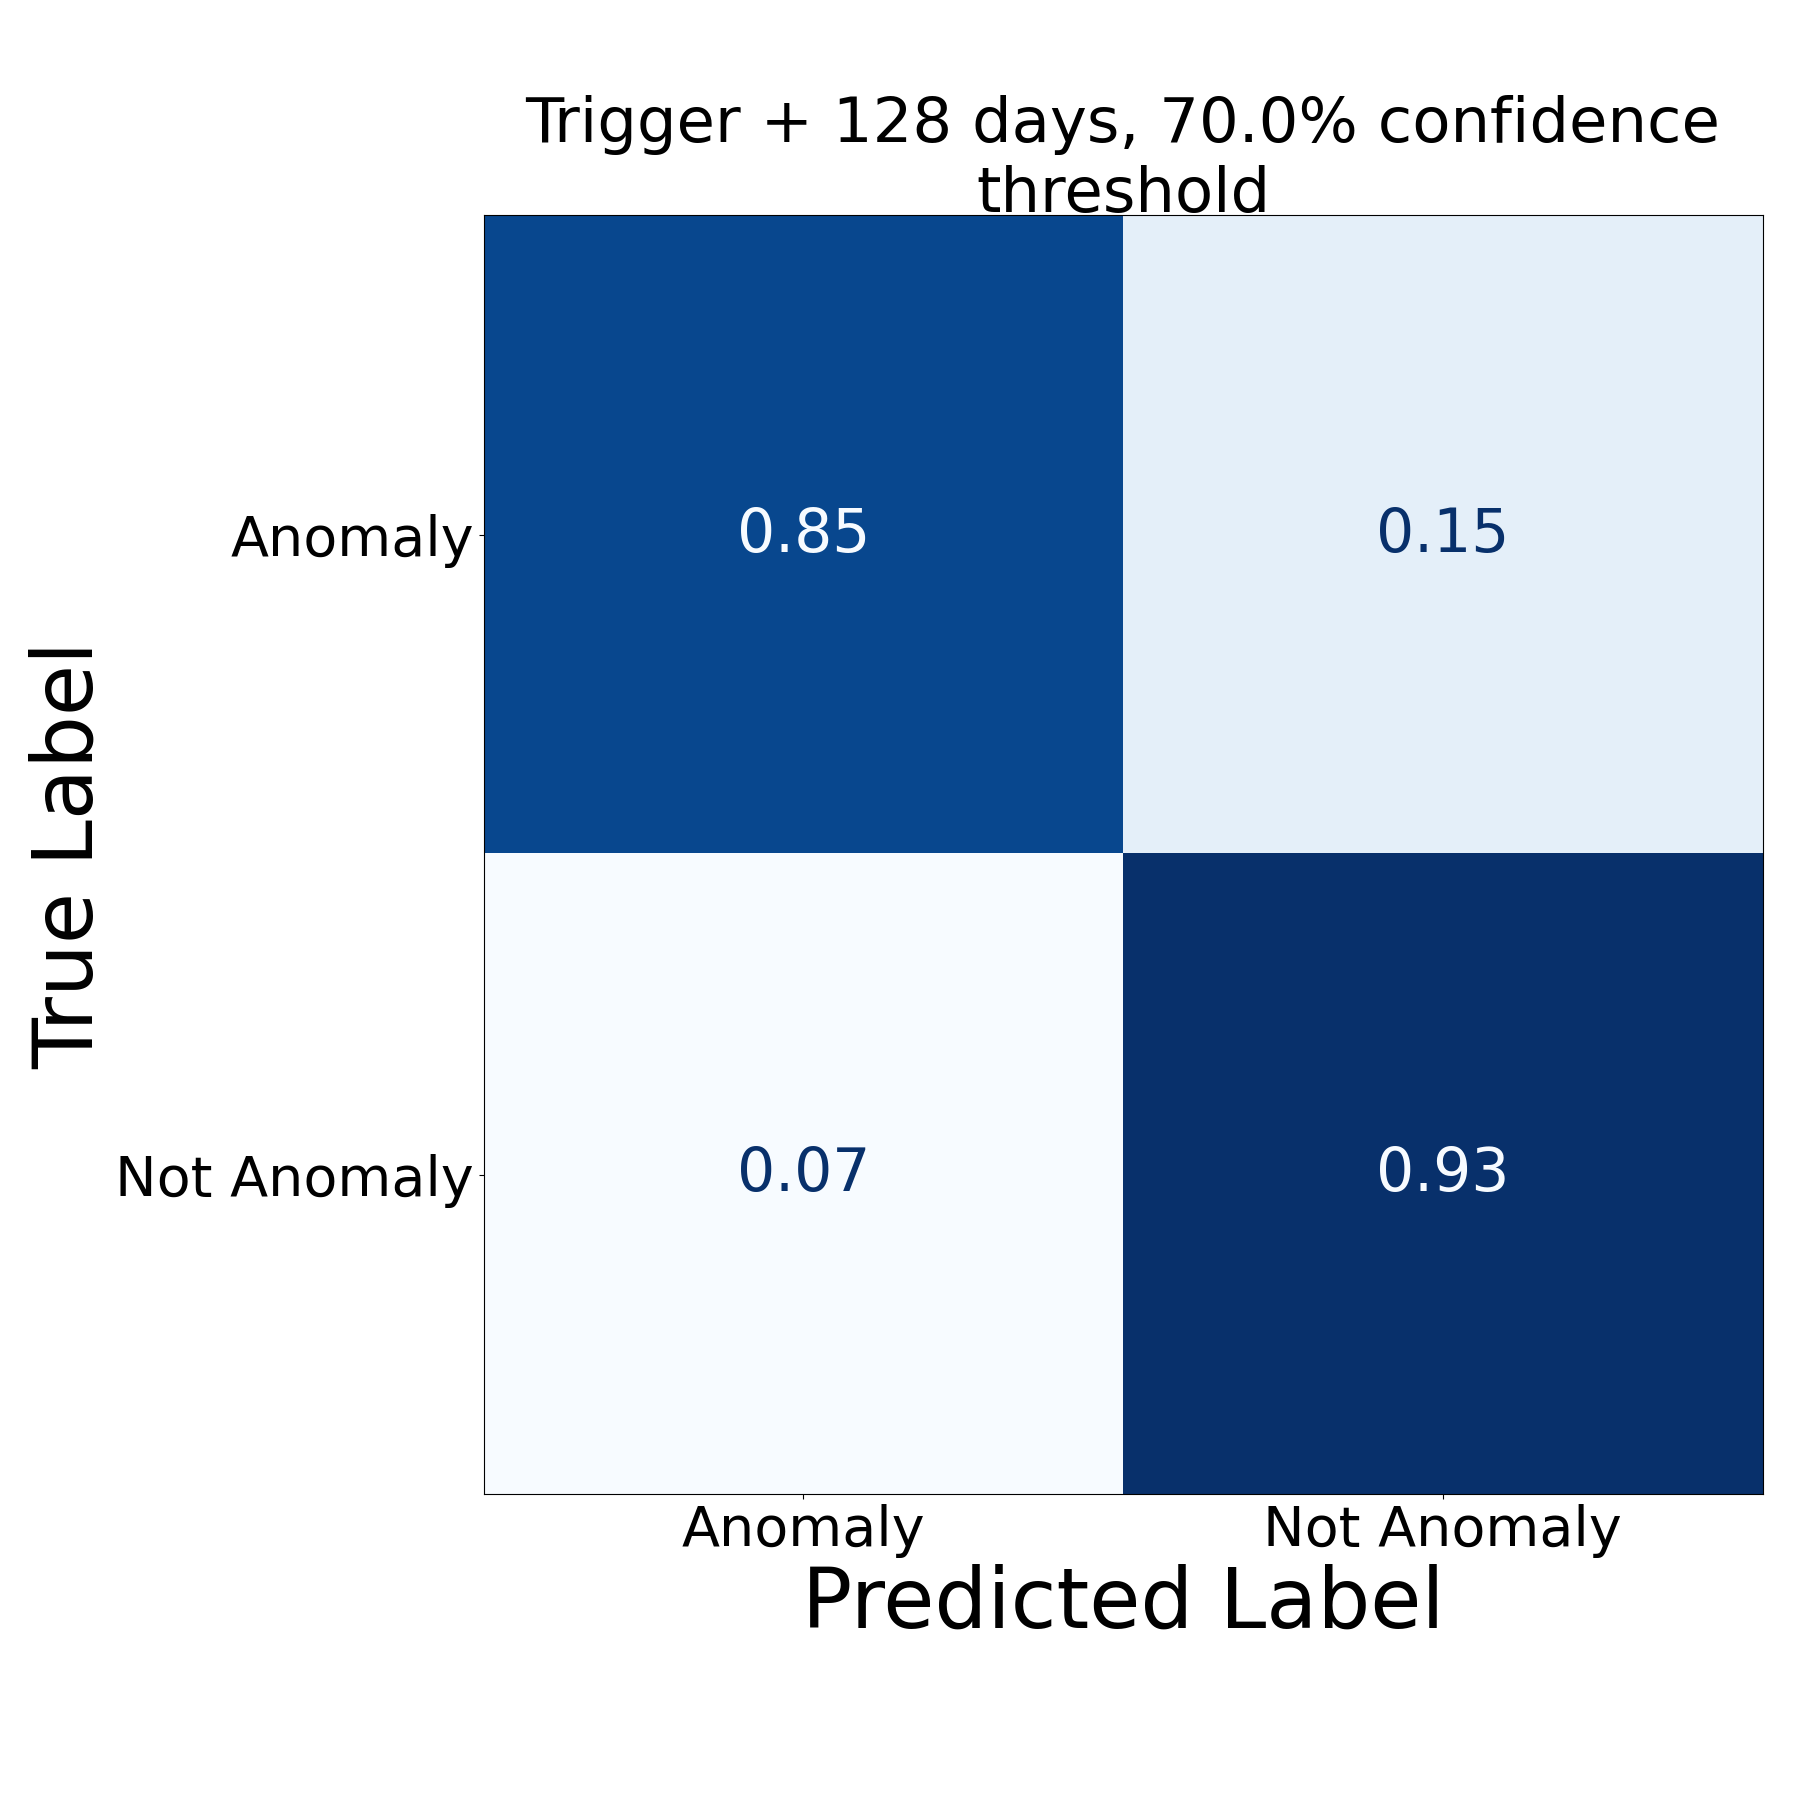 Trigger + 128 days, 70.0% confidence
threshold
True Label
Anomaly
0.85
0.15
Not Anomaly
0.07
0.93
Anomaly
Not Anomaly
Predicted Label